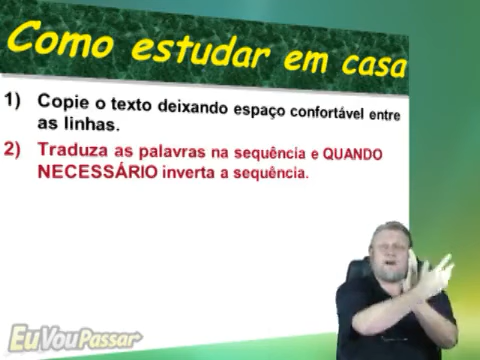 Como estudar em casa
1) Copie o texto deixando espaço confortável entre
as linhas.
2) Traduza as palavras na sequência e QUANDO
NECESSÁRIO inverta a sequência.
EuVouPassar